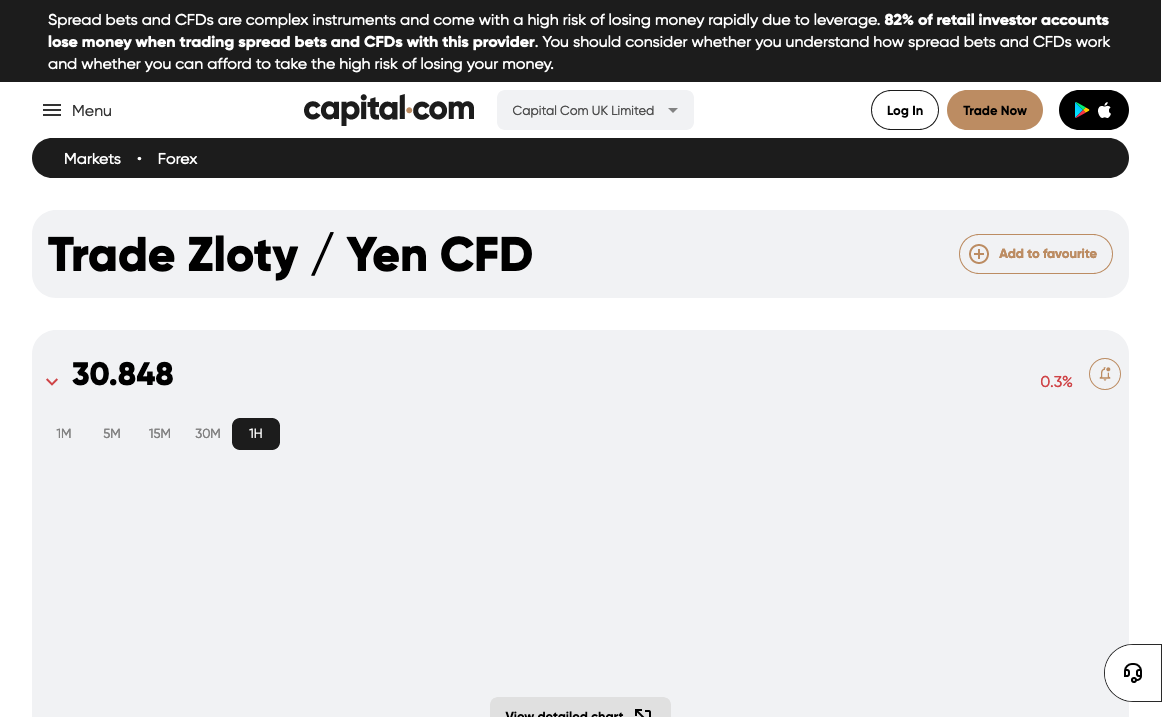 Spread bets and CFDs are complex instruments and come with a high risk of losing money rapidly due to leverage. 82% of retail investor accounts
lose money when trading spread bets and CFDs with this provider. You should consider whether you understand how spread bets and CFDs work
and whether you can afford to take the high risk of losing your money.
Menu
capital.com
Capital Com UK Limited
Log In
Trade Now
Markets • Forex
Trade Zloty / Yen CFD
Add to favourite
30.848
0.3%
1M 5M 15M 30M 1H
View detailed chart